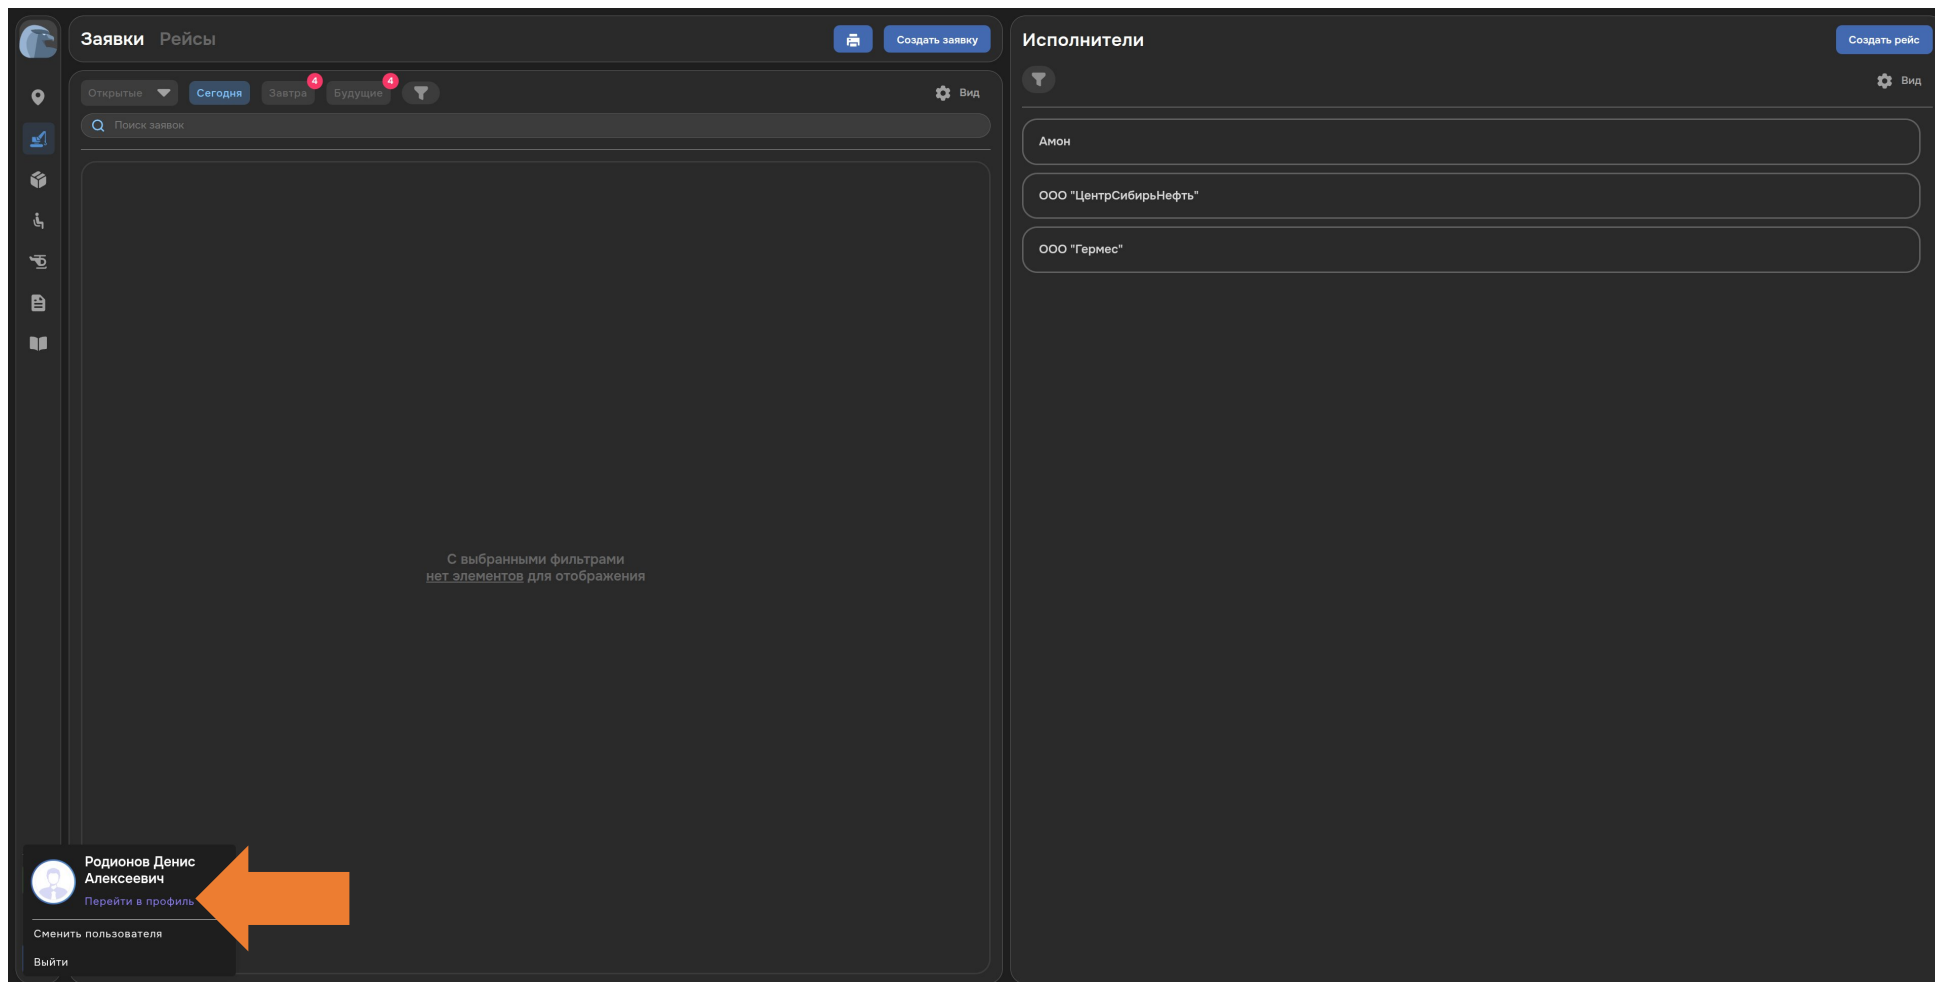 Заявки Рейсы
Создать заявку
Открытые Сегодня Завтра 4 Будущие 4
Вид
Поиск заявок
С выбранными фильтрами
нет элементов для отображения
Исполнители
Создать рейс
Вид
Амон
ООО "ЦентрСибирьНефть"
ООО "Гермес"
Родионов Денис
Алексеевич
Перейти в профиль
Сменить пользователя
Выйти